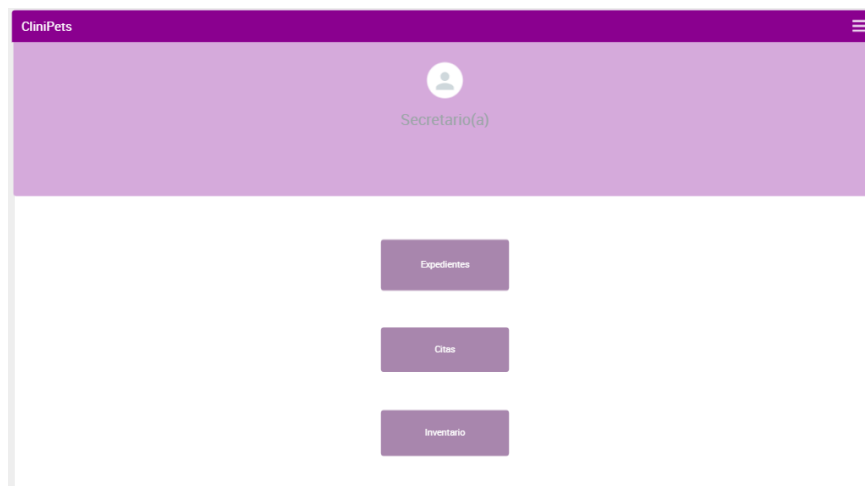 CliniPets
Secretario(a)
Expedientes
Citas
Inventario